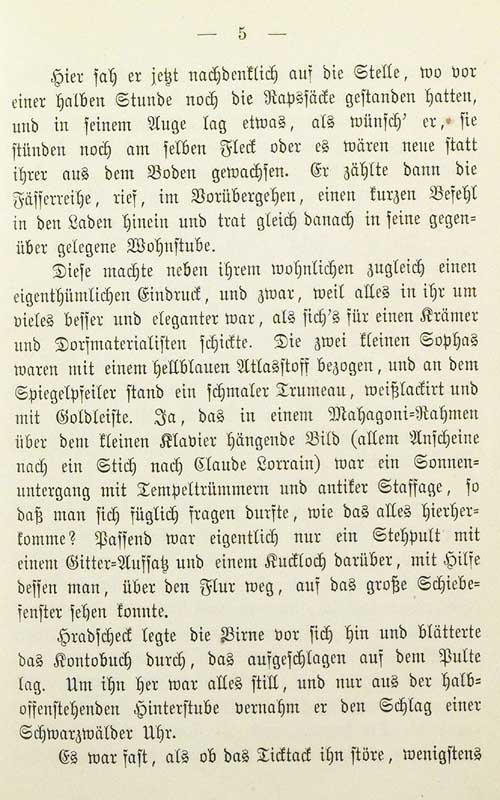 — 5 —
Hier sah er jetzt nachdenklich auf die Stelle, wo vor
einer halben Stunde noch die Rapssäcke gestanden hatten,
und in seinem Auge lag etwas, als wünsch' er, sie
stünden noch am selben Fleck oder es wären neue statt
ihrer aus dem Boden gewachsen. Er zählte dann die
Fässerreihe, rief, im Vorübergehen, einen kurzen Befehl
in den Laden hinein und trat gleich danach in seine gegen-
über gelegene Wohnstube.
Diese machte neben ihrem wohnlichen zugleich einen
eigenthümlichen Eindruck, und zwar, weil alles in ihr um
vieles besser und eleganter war, als sich's für einen Krämer
und Dorfmaterialisten schickte. Die zwei kleinen Sophas
waren mit einem hellblauen Atlasstoff bezogen, und an dem
Spiegelpfeiler stand ein schmaler Trumeau, weißlackirt und
mit Goldleiste. Ja, das in einem Mahagoni-Rahmen
über dem kleinen Klavier hängende Bild (allem Anscheine
nach ein Stich nach Claude Lorrain) war ein Sonnen-
untergang mit Tempeltrümmern und antiker Staffage, so
daß man sich füglich fragen durfte, wie das alles hierher-
komme? Passend war eigentlich nur ein Stehpult mit
einem Gitter-Aufsatz und einem Kuckloch darüber, mit Hilfe
dessen man, über den Flur weg, auf das große Schiebe-
fenster sehen konnte.
Hradscheck legte die Birne vor sich hin und blätterte
das Kontobuch durch, das aufgeschlagen auf dem Pulte
lag. Um ihn her war alles still, und nur aus der halb-
offenstehenden Hinterstube vernahm er den Schlag einer
Schwarzwälder Uhr.
Es war fast, als ob das Ticktack ihn störe, wenigstens